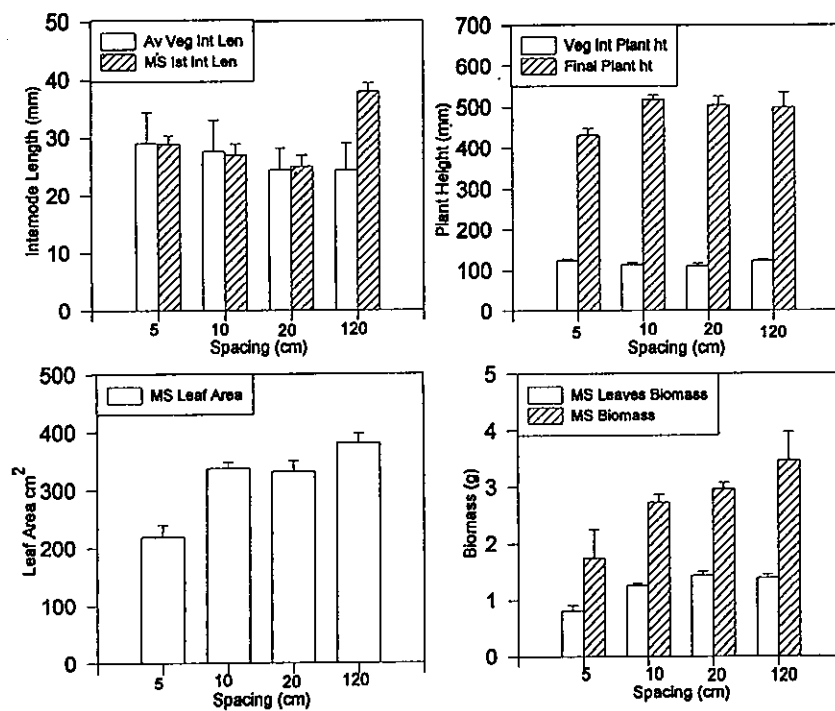 50
40
30
20
10
0
Internode Length (mm)
Av Veg Int Len
MS Ist Int Len
5
10
20
120
Spacing (cm)
700
600
500
400
300
200
100
0
Plant Height (mm)
Veg Int Plant ht
Final Plant ht
5
10
20
120
Spacing (cm)
500
400
300
200
100
0
Leaf Area cm²
MS Leaf Area
5
10
20
120
Spacing (cm)
5
4
3
2
1
0
Biomass (g)
MS Leaves Biomass
MS Biomass
5
10
20
120
Spacing (cm)